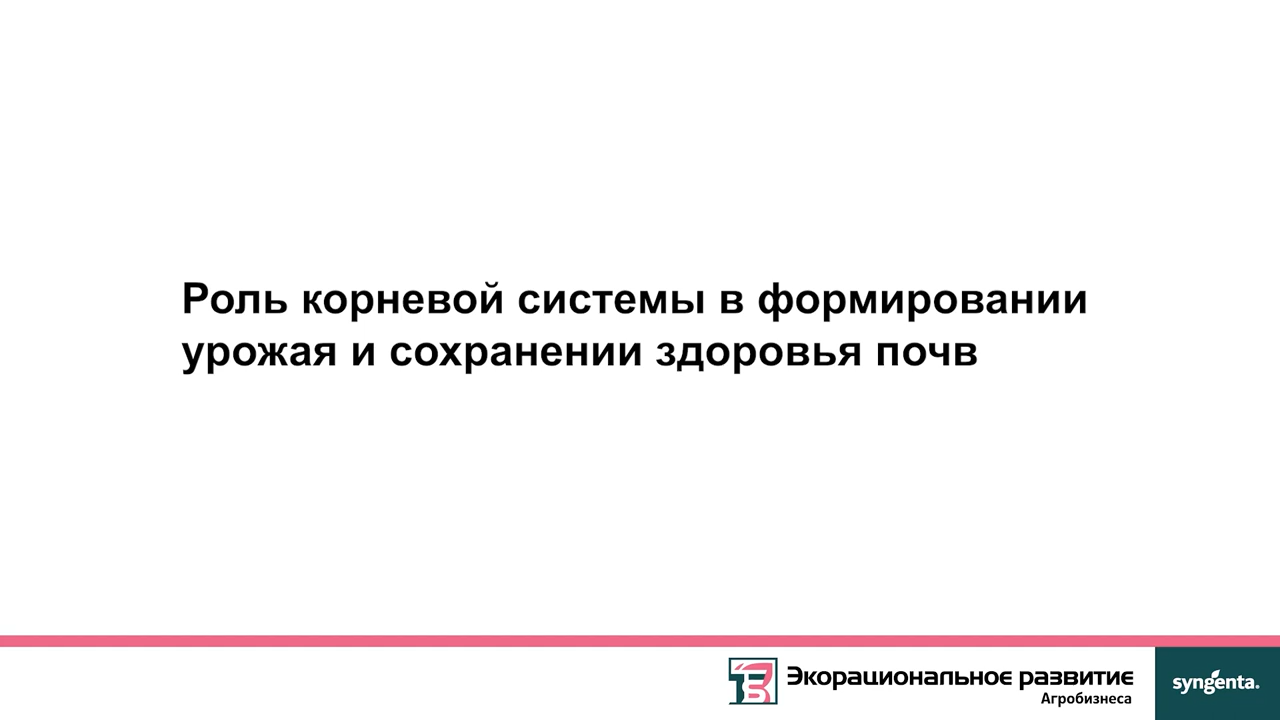 Роль корневой системы в формировании
урожая и сохранении здоровья почв
Экорациональное развитие
Агробизнеса
syngenta.